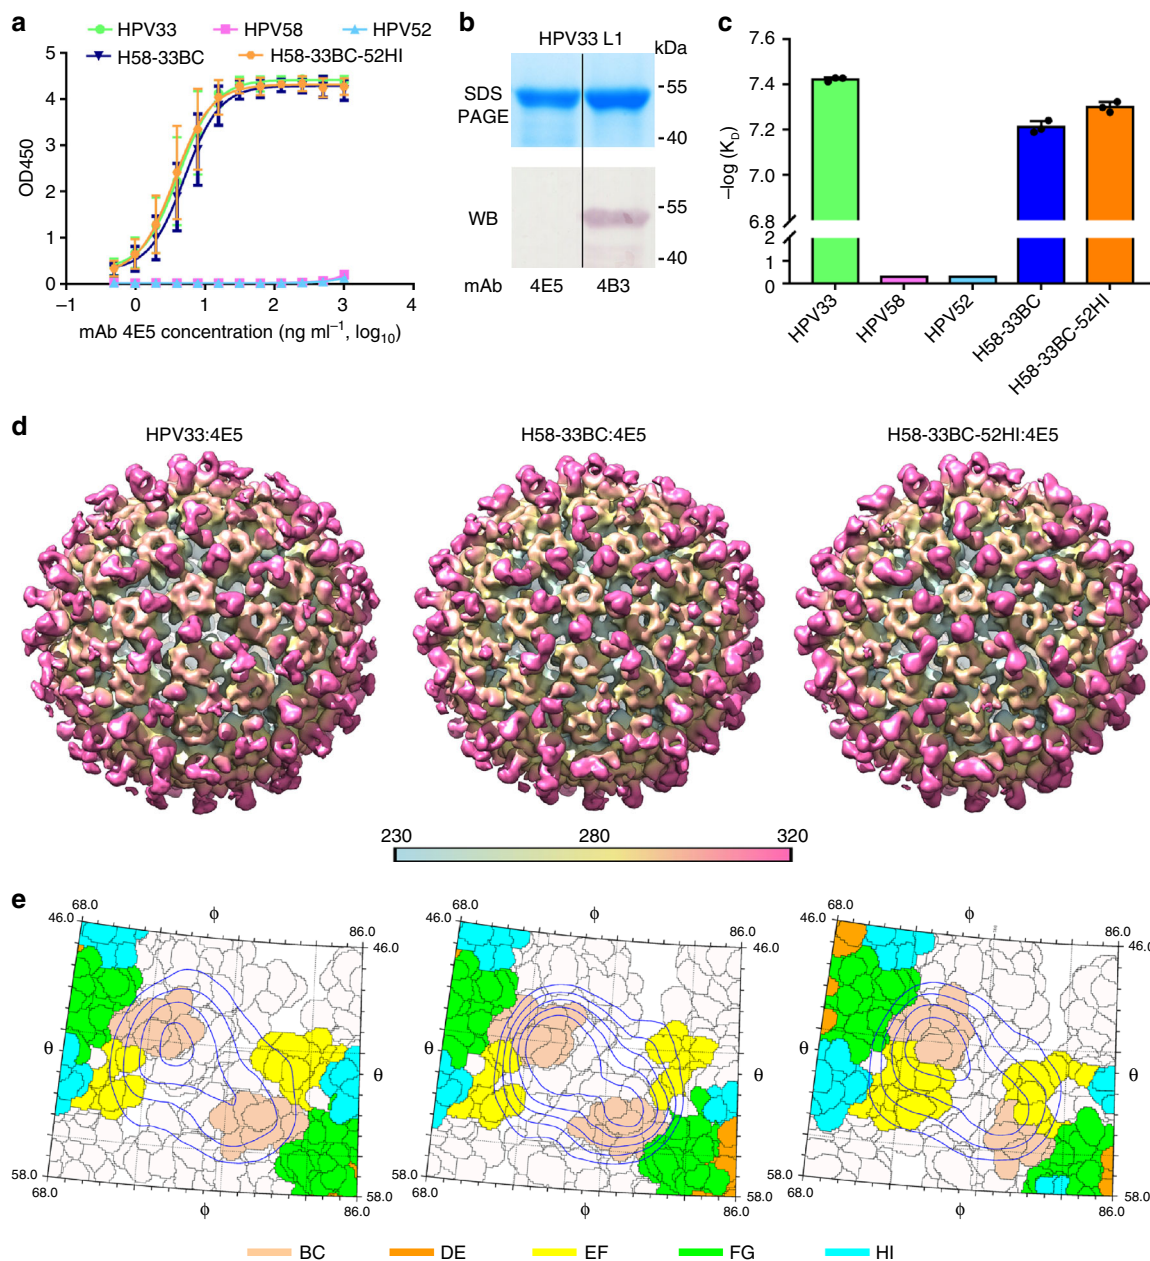 a
HPV33 HPV58 HPV52
H58-33BC H58-33BC-52HI
5
4
3
2
1
0
OD450
–1 0 1 2 3 4
mAb 4E5 concentration (ng ml⁻¹, log₁₀)
b
HPV33 L1
kDa
SDS
PAGE
-55
-40
WB
-55
-40
mAb 4E5 4B3
c
7.6
7.4
7.2
7.0
6.8
2
1
0
–log (K_D)
HPV33
HPV58
HPV52
H58-33BC
H58-33BC-52HI
d
HPV33:4E5 H58-33BC:4E5 H58-33BC-52HI:4E5
230 280 320
e
68.0 ϕ 86.0
46.0 46.0
θ θ
58.0 58.0
68.0 ϕ 86.0
68.0 ϕ 86.0
46.0 46.0
θ θ
58.0 58.0
68.0 ϕ 86.0
68.0 ϕ 86.0
46.0 46.0
θ θ
58.0 58.0
68.0 ϕ 86.0
BC DE EF FG HI